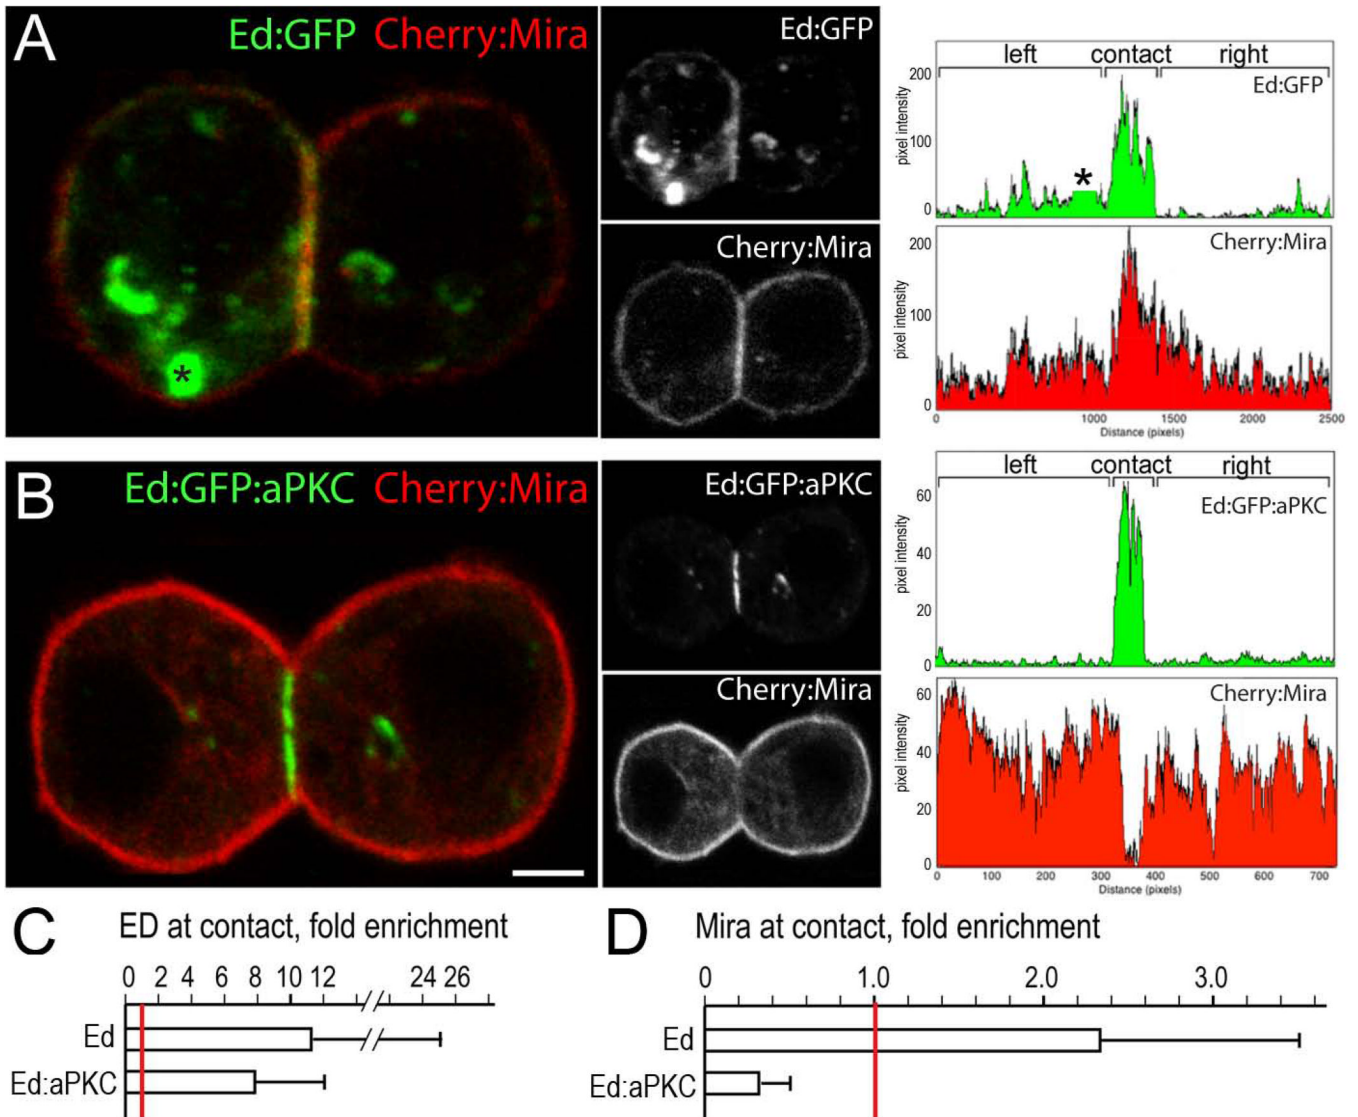 A
Ed:GFP Cherry:Mira
Ed:GFP
Cherry:Mira
left contact right
Ed:GFP
pixel intensity
200
100
0
*
Cherry:Mira
pixel intensity
200
100
0
0 1000 1500 2000 2500
Distance (pixels)
*
B
Ed:GFP:aPKC Cherry:Mira
Ed:GFP:aPKC
Cherry:Mira
left contact right
Ed:GFP:aPKC
pixel intensity
60
40
20
0
Cherry:Mira
pixel intensity
60
40
20
0
0 100 200 300 400 500 600 700
Distance (pixels)
C
ED at contact, fold enrichment
0 2 4 6 8 10 12 24 26
Ed
Ed:aPKC
D
Mira at contact, fold enrichment
0 1.0 2.0 3.0
Ed
Ed:aPKC